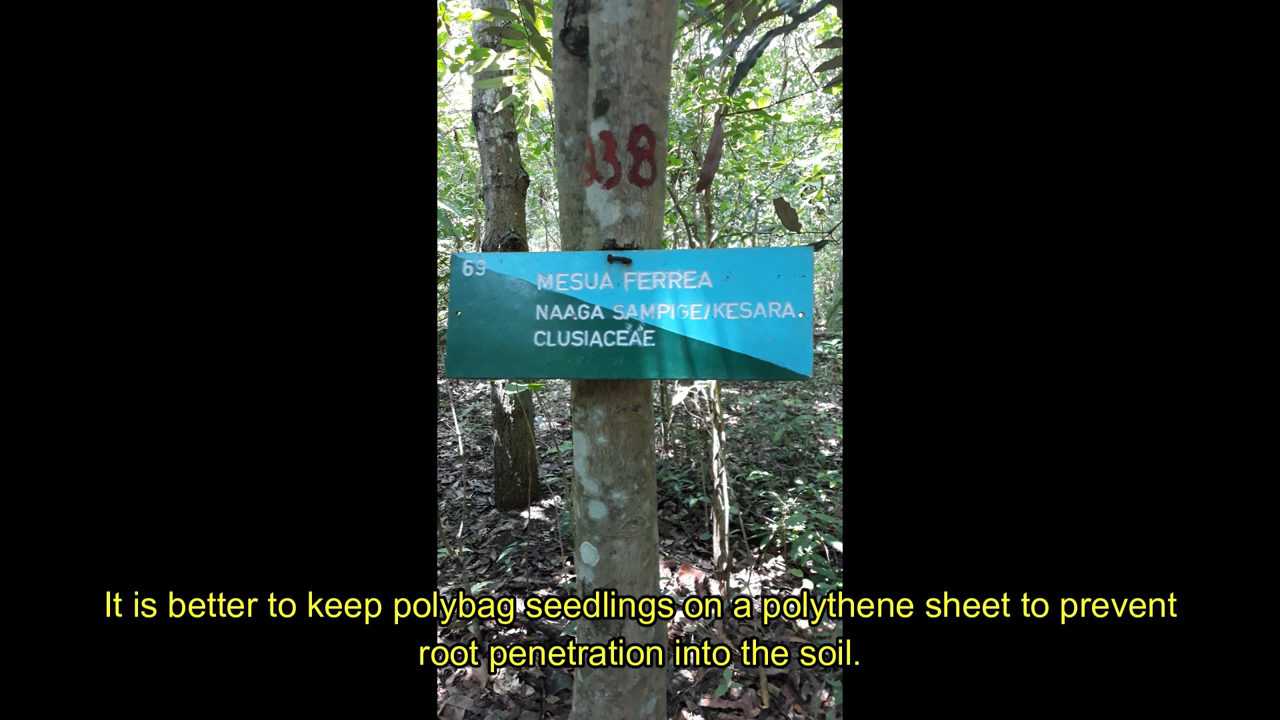 38
69
MESUA FERREA
NAAGA SAMPIGE/KESARA
CLUSIACEAE
It is better to keep polybag seedlings on a polythene sheet to prevent
root penetration into the soil.